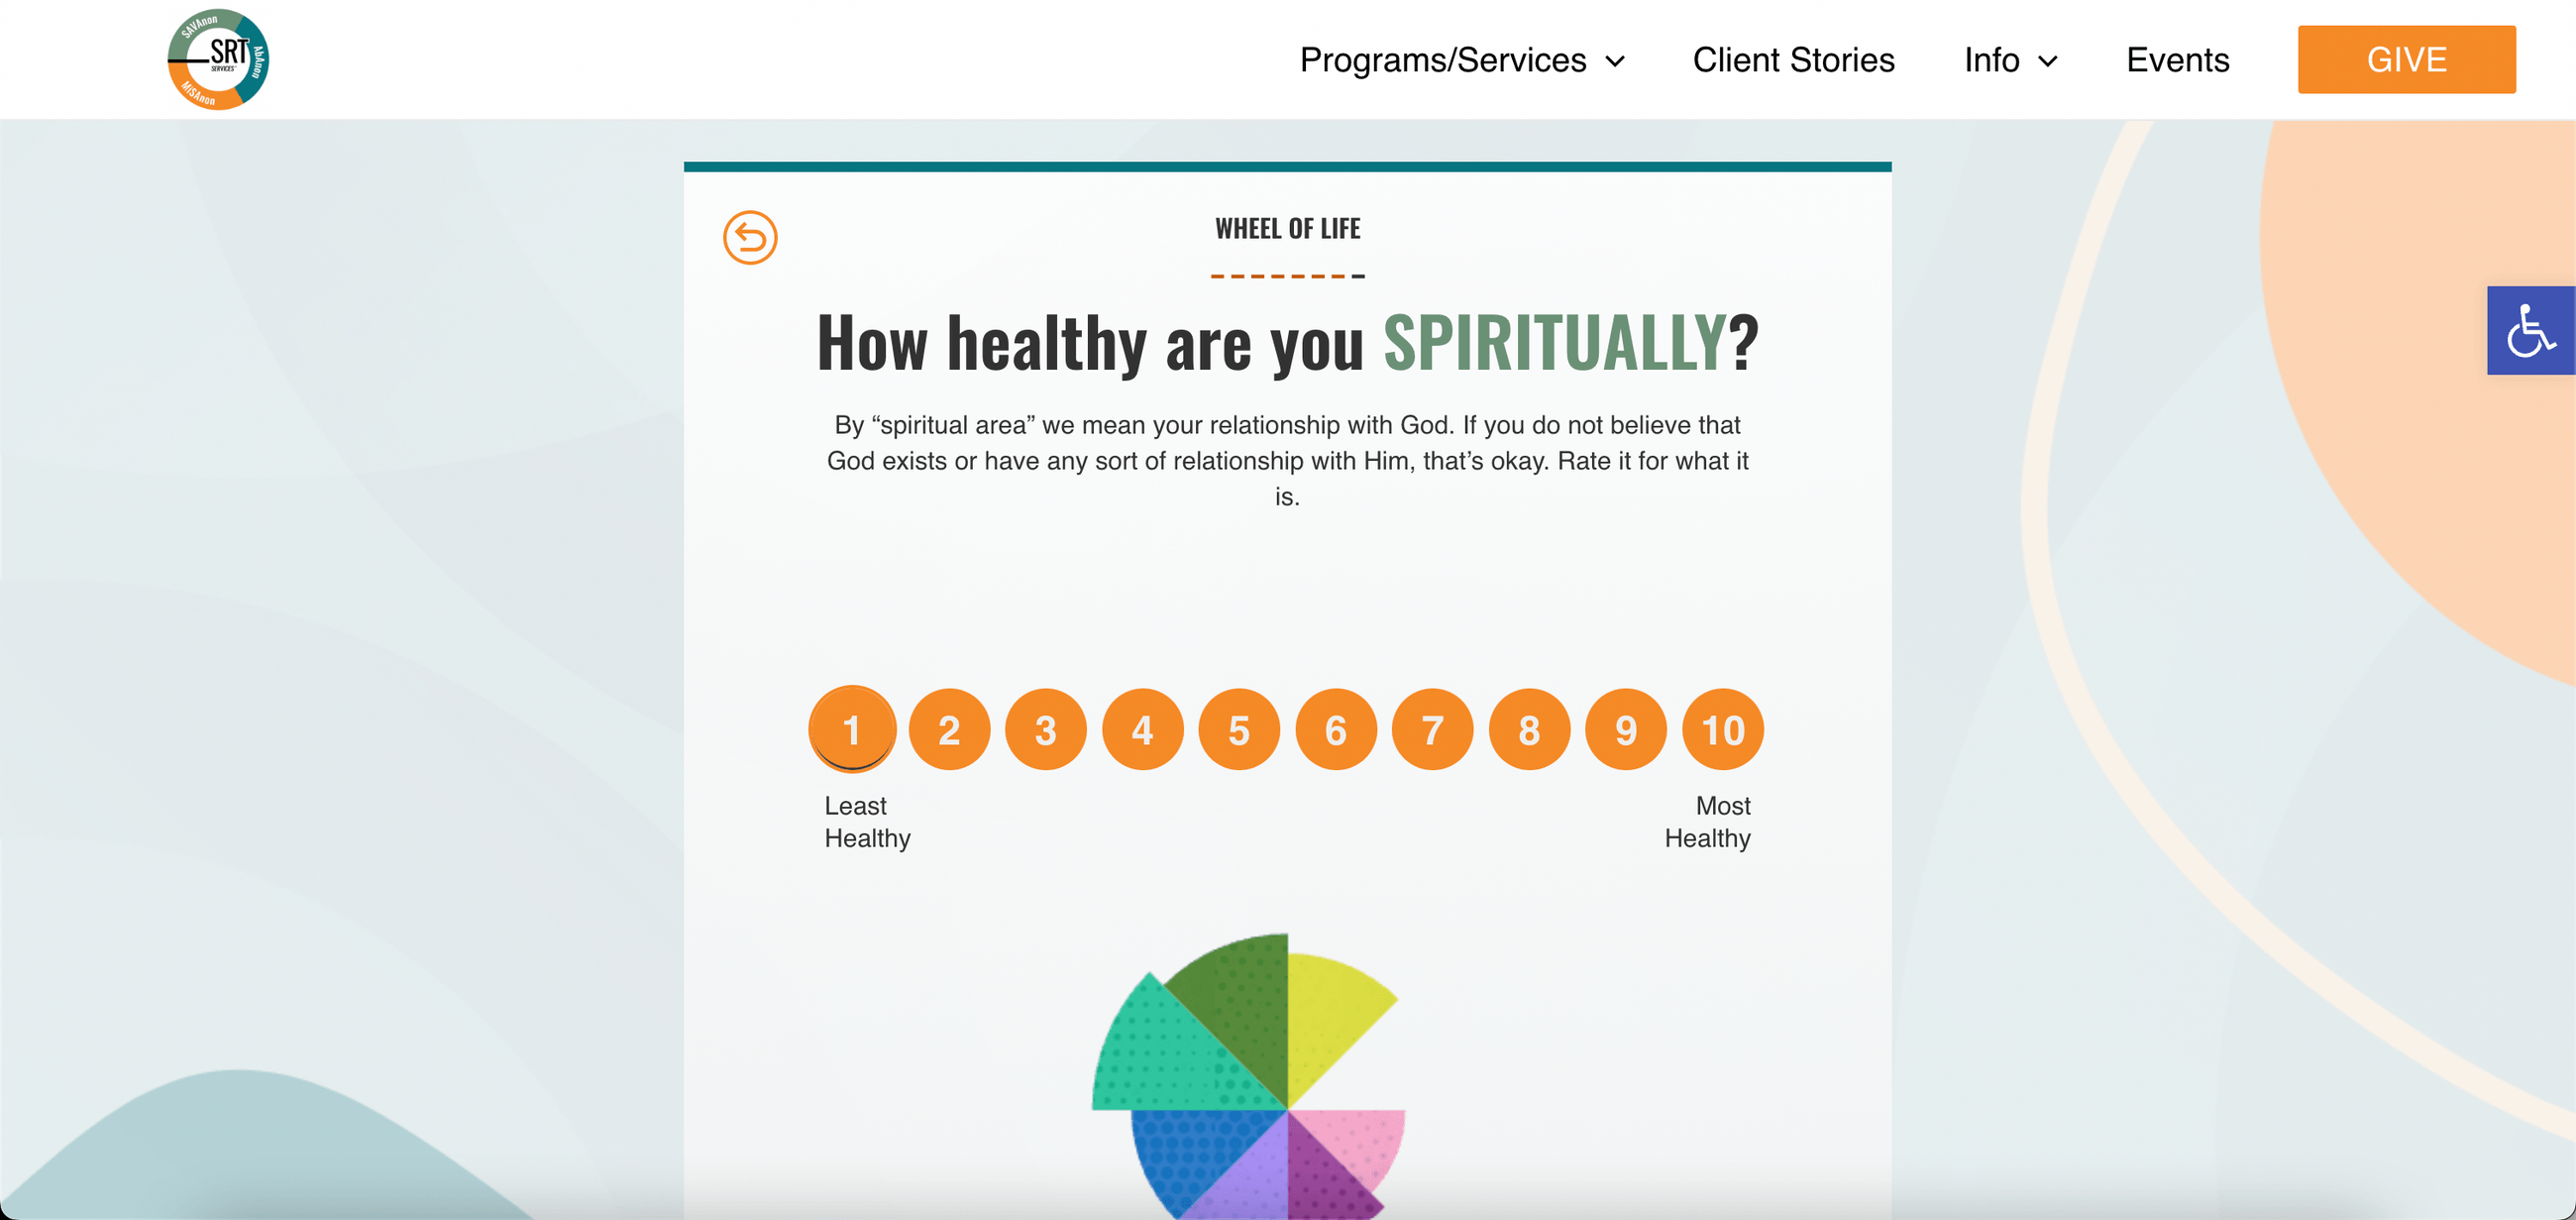 SAVAnon
AbAnon
MISAnon
SRT
SERVICES
Programs/Services
Client Stories
Info
Events
GIVE
WHEEL OF LIFE
How healthy are you SPIRITUALLY?
By “spiritual area” we mean your relationship with God. If you do not believe that
God exists or have any sort of relationship with Him, that’s okay. Rate it for what it
is.
1 2 3 4 5 6 7 8 9 10
Least
Healthy
Most
Healthy